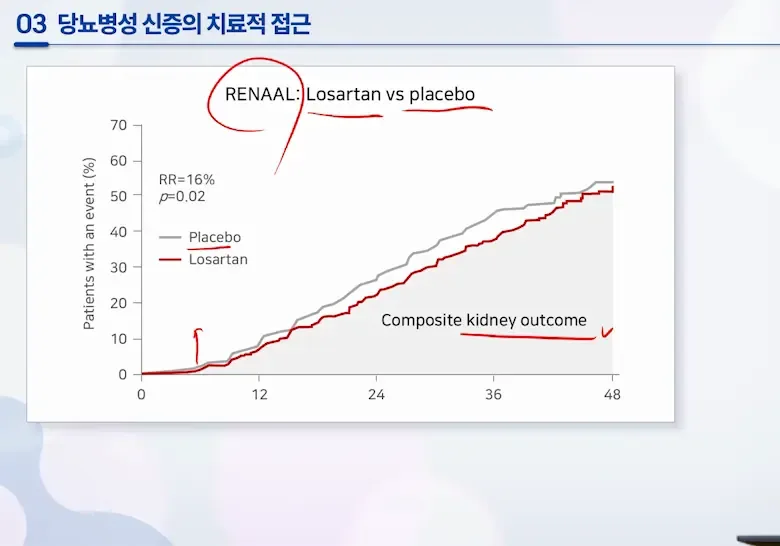 03 당뇨병성 신증의 치료적 접근
RENAAL: Losartan vs placebo
70
60
50
40
30
20
10
0
Patients with an event (%)
RR=16%
p=0.02
Placebo
Losartan
Composite kidney outcome
0 12 24 36 48